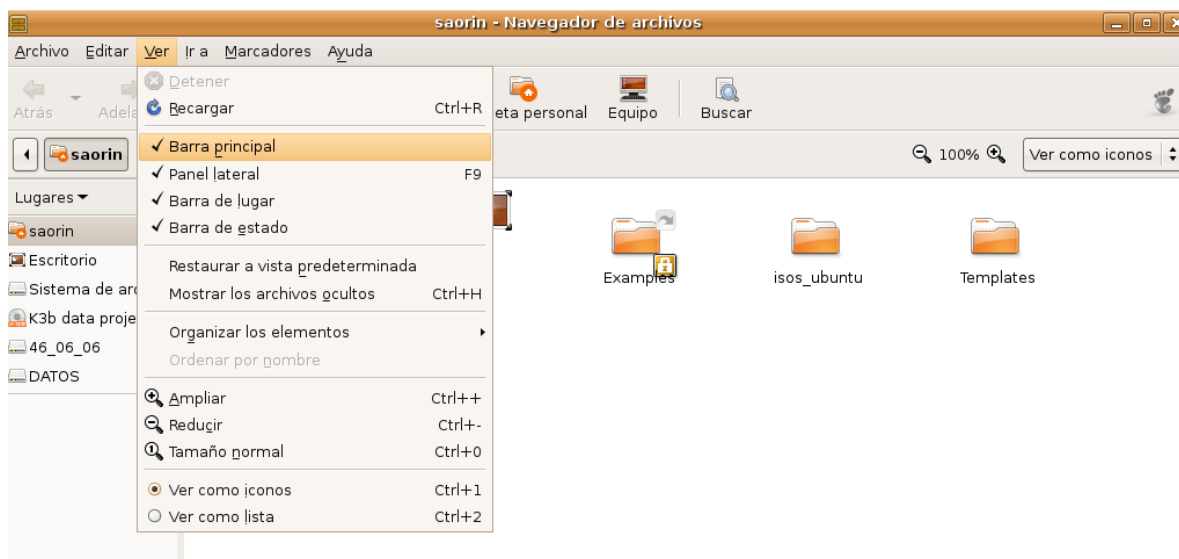 saorin - Navegador de archivos
Archivo Editar Ver Ir a Marcadores Ayuda
Atrás
Detener
Recargar Ctrl+R
personal Equipo Buscar
saorin
Barra principal
100% Ver como iconos
Panel lateral F9
Lugares
Barra de lugar
saorin
Barra de estado
Escritorio
Restaurar a vista predeterminada
Examples isos_ubuntu Templates
Sistema de
Mostrar los archivos ocultos Ctrl+H
K3b data
Organizar los elementos
46_06_06
Ordenar por nombre
DATOS
Ampliar Ctrl++
Reducir Ctrl+-
Tamaño normal Ctrl+0
Ver como iconos Ctrl+1
Ver como lista Ctrl+2